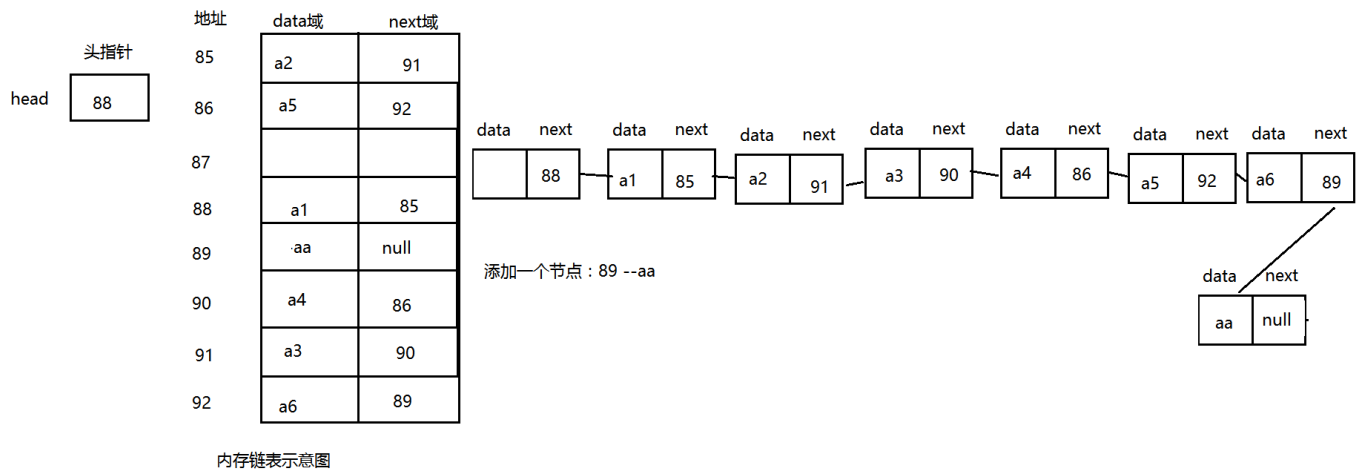 地址 data域 next域
头指针
head 88
85 a2 91
86 a5 92
87
88 a1 85
89 aa null
90 a4 86
91 a3 90
92 a6 89
内存链表示意图
data next data next data next data next data next data next data next
88 a1 85 a2 91 a3 90 a4 86 a5 92 a6 89
添加一个节点：89 --aa
data next
aa null